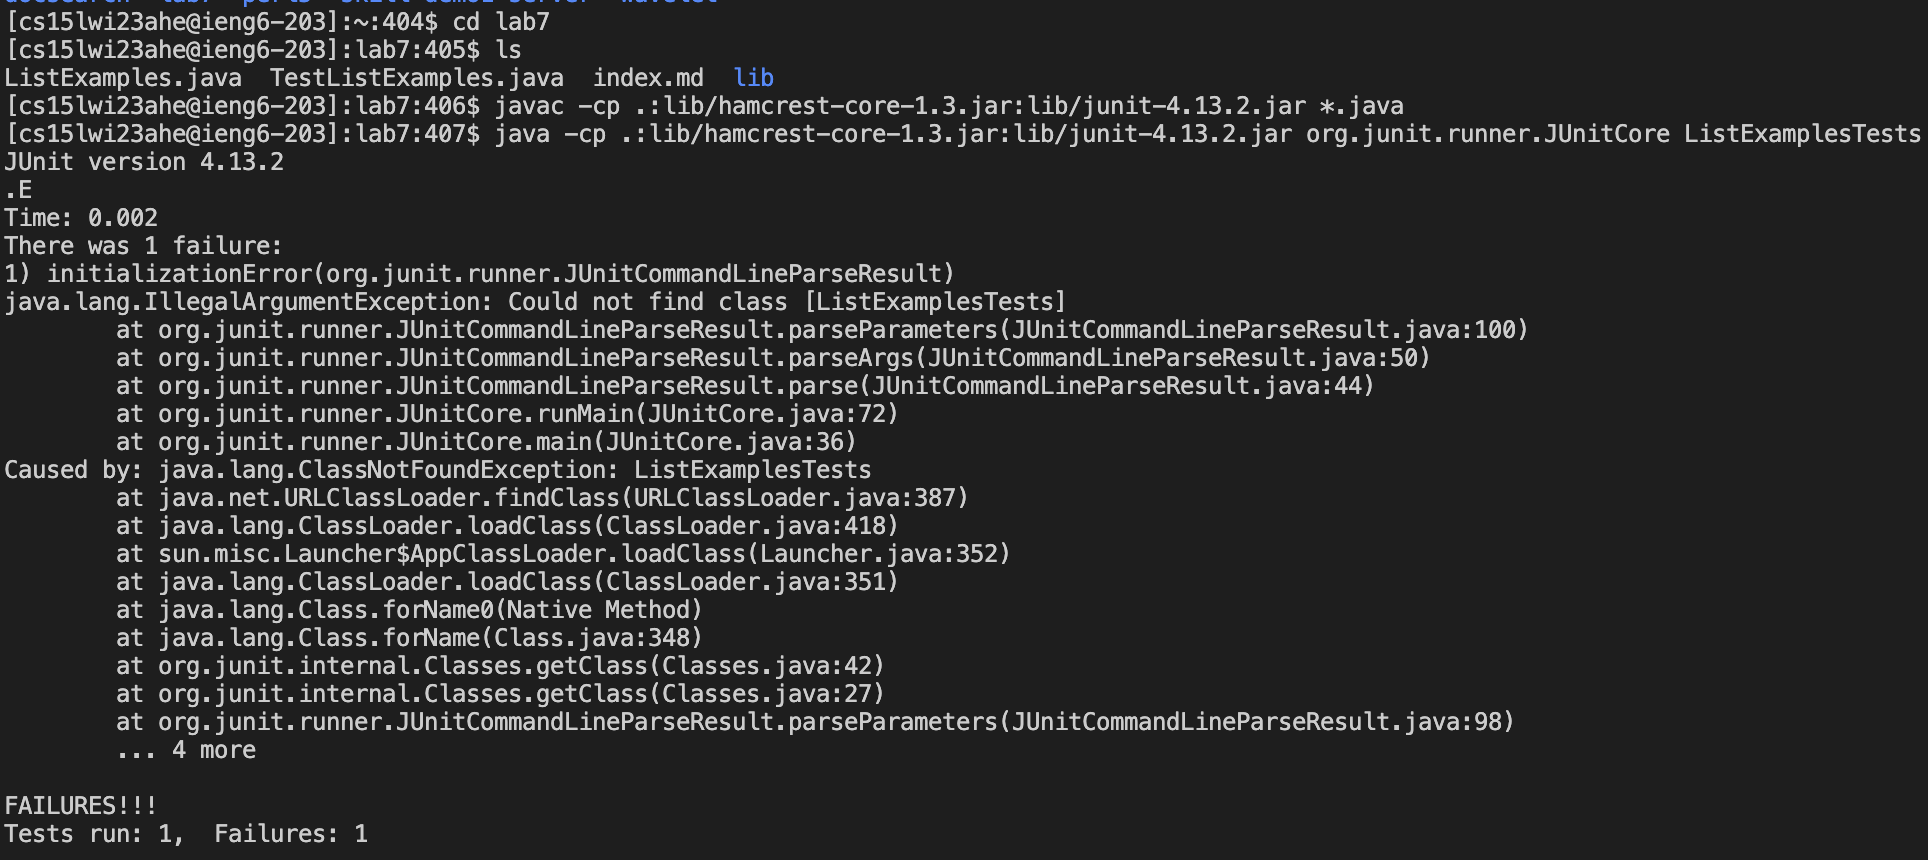 [cs15lwi23ahe@ieng6-203]:~:404$ cd lab7
[cs15lwi23ahe@ieng6-203]:lab7:405$ ls
ListExamples.java  TestListExamples.java  index.md  lib
[cs15lwi23ahe@ieng6-203]:lab7:406$ javac -cp .:lib/hamcrest-core-1.3.jar:lib/junit-4.13.2.jar *.java
[cs15lwi23ahe@ieng6-203]:lab7:407$ java -cp .:lib/hamcrest-core-1.3.jar:lib/junit-4.13.2.jar org.junit.runner.JUnitCore ListExamplesTests
JUnit version 4.13.2
.E
Time: 0.002
There was 1 failure:
1) initializationError(org.junit.runner.JUnitCommandLineParseResult)
java.lang.IllegalArgumentException: Could not find class [ListExamplesTests]
        at org.junit.runner.JUnitCommandLineParseResult.parseParameters(JUnitCommandLineParseResult.java:100)
        at org.junit.runner.JUnitCommandLineParseResult.parseArgs(JUnitCommandLineParseResult.java:50)
        at org.junit.runner.JUnitCommandLineParseResult.parse(JUnitCommandLineParseResult.java:44)
        at org.junit.runner.JUnitCore.runMain(JUnitCore.java:72)
        at org.junit.runner.JUnitCore.main(JUnitCore.java:36)
Caused by: java.lang.ClassNotFoundException: ListExamplesTests
        at java.net.URLClassLoader.findClass(URLClassLoader.java:387)
        at java.lang.ClassLoader.loadClass(ClassLoader.java:418)
        at sun.misc.Launcher$AppClassLoader.loadClass(Launcher.java:352)
        at java.lang.ClassLoader.loadClass(ClassLoader.java:351)
        at java.lang.Class.forName0(Native Method)
        at java.lang.Class.forName(Class.java:348)
        at org.junit.internal.Classes.getClass(Classes.java:42)
        at org.junit.internal.Classes.getClass(Classes.java:27)
        at org.junit.runner.JUnitCommandLineParseResult.parseParameters(JUnitCommandLineParseResult.java:98)
        ... 4 more
FAILURES!!!
Tests run: 1,  Failures: 1